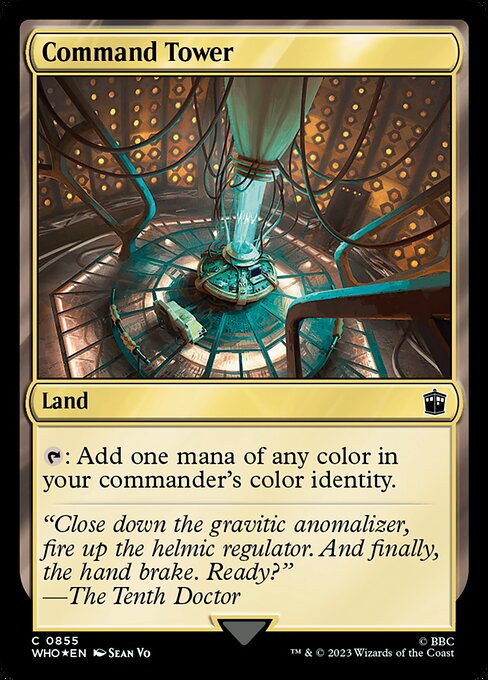 Command Tower
Land
: Add one mana of any color in
your commander's color identity.
“Close down the gravitic anomalizer,
fire up the helmic regulator. And finally,
the hand brake. Ready?”
—The Tenth Doctor
C 0855
WHO★EN Sean Vo
© BBC
™ & © 2023 Wizards of the Coast